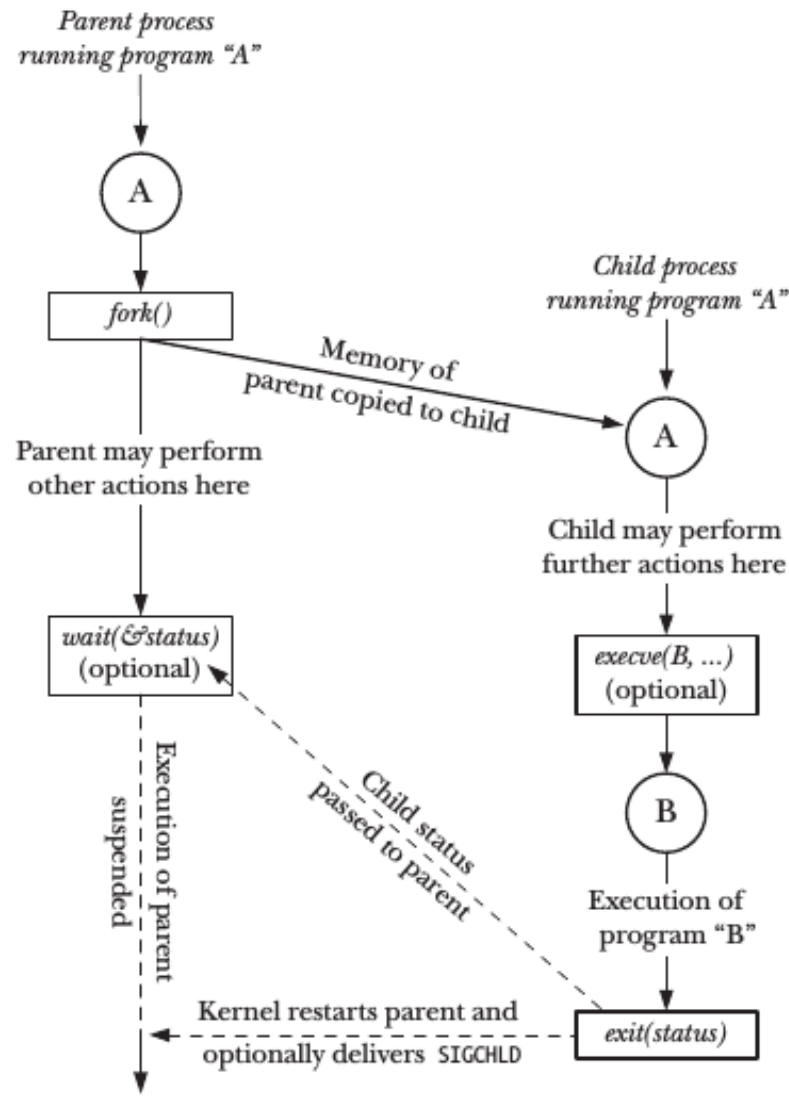 Parent process
running program “A”
A
fork()
Child process
running program “A”
Memory of
parent copied to child
A
Parent may perform
other actions here
Child may perform
further actions here
wait(&status)
(optional)
execve(B, ...)
(optional)
Execution of parent
suspended
Child status
passed to parent
B
Execution of
program “B”
Kernel restarts parent and
optionally delivers SIGCHLD
exit(status)